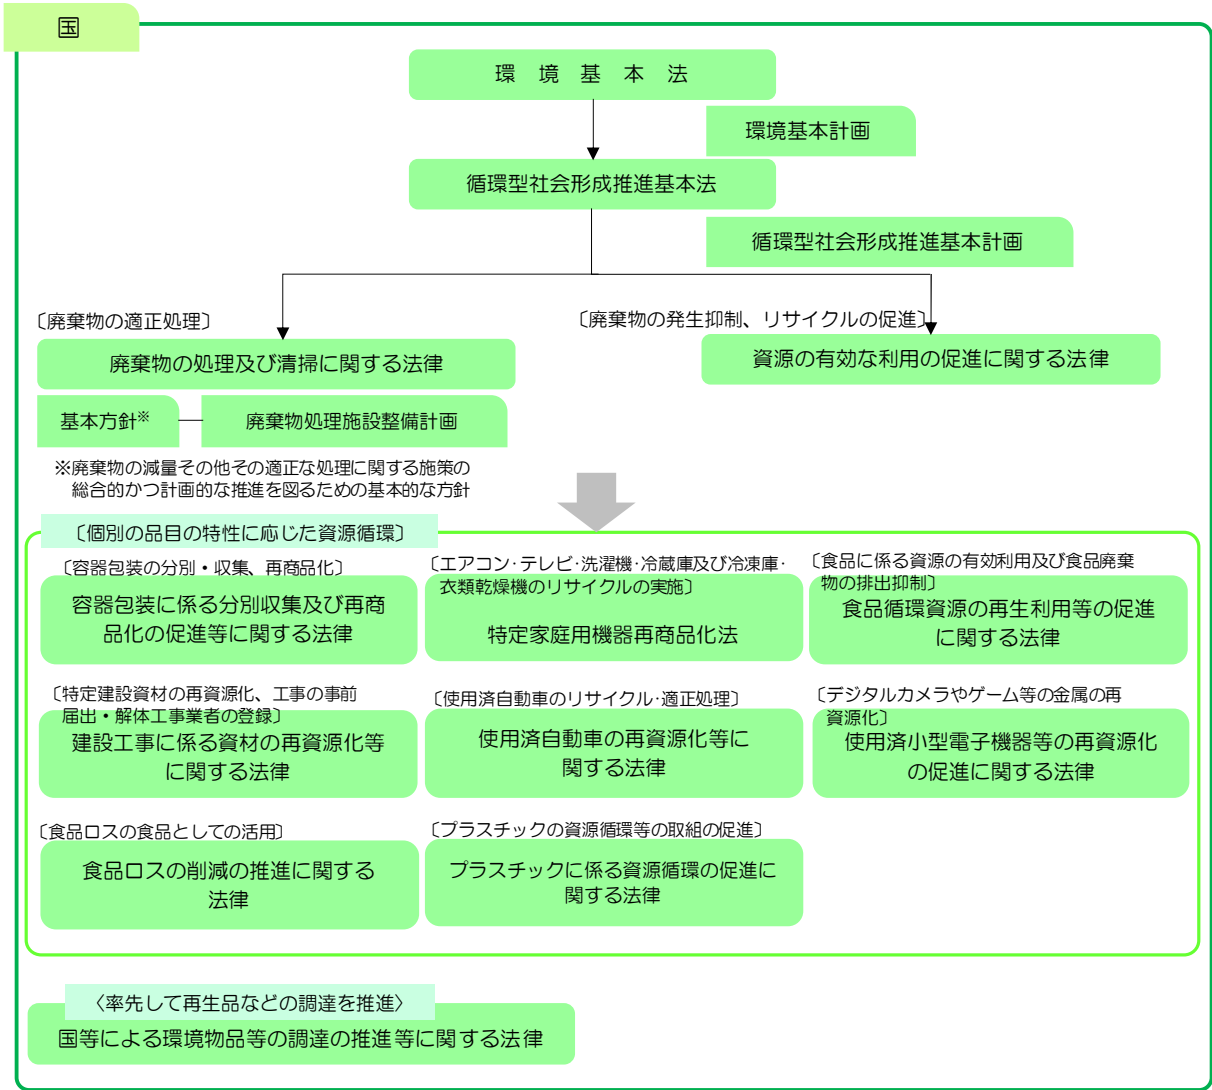 国
環境基本法
環境基本計画
循環型社会形成推進基本法
循環型社会形成推進基本計画
〔廃棄物の適正処理〕
〔廃棄物の発生抑制、リサイクルの促進〕
廃棄物の処理及び清掃に関する法律
資源の有効な利用の促進に関する法律
基本方針※
廃棄物処理施設整備計画
※廃棄物の減量その他その適正な処理に関する施策の
総合的かつ計画的な推進を図るための基本的な方針
〔個別の品目の特性に応じた資源循環〕
〔容器包装の分別・収集、再商品化〕
容器包装に係る分別収集及び再商
品化の促進等に関する法律
〔エアコン・テレビ・洗濯機・冷蔵庫及び冷凍庫・
衣類乾燥機のリサイクルの実施〕
特定家庭用機器再商品化法
〔食品に係る資源の有効利用及び食品廃棄
物の排出抑制〕
食品循環資源の再生利用等の促進
に関する法律
〔特定建設資材の再資源化、工事の事前
届出・解体工事業者の登録〕
建設工事に係る資材の再資源化等
に関する法律
〔使用済自動車のリサイクル・適正処理〕
使用済自動車の再資源化等に
関する法律
〔デジタルカメラやゲーム等の金属の再
資源化〕
使用済小型電子機器等の再資源化
の促進に関する法律
〔食品ロスの食品としての活用〕
食品ロスの削減の推進に関する
法律
〔プラスチックの資源循環等の取組の促進〕
プラスチックに係る資源循環の促進に
関する法律
〈率先して再生品などの調達を推進〉
国等による環境物品等の調達の推進等に関する法律